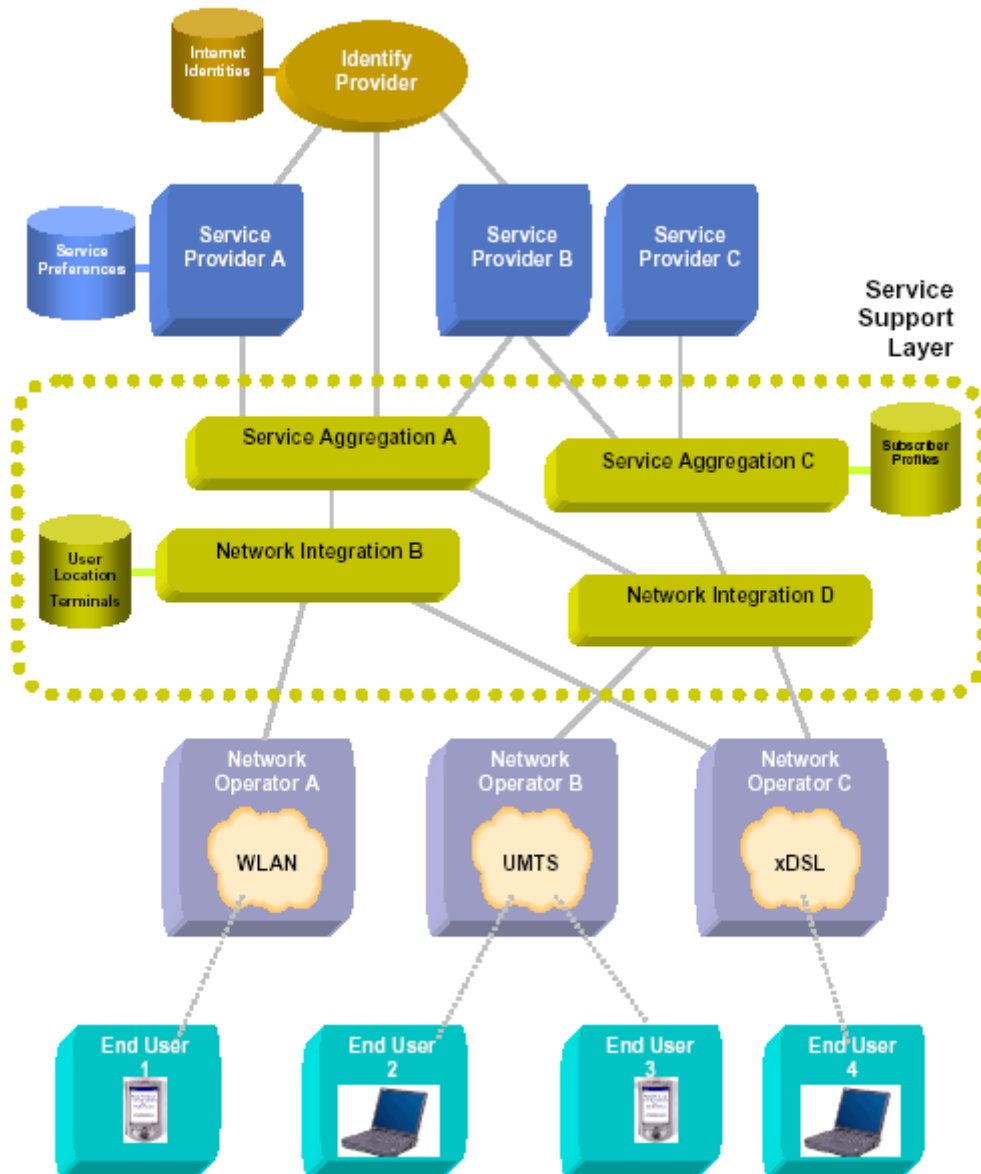 Internet
Identities
Identify
Provider
Service
Preferences
Service
Provider A
Service
Provider B
Service
Provider C
Service
Support
Layer
Service Aggregation A
Service Aggregation C
Subscriber
Profiles
User
Location
Terminals
Network Integration B
Network Integration D
Network
Operator A
WLAN
Network
Operator B
UMTS
Network
Operator C
xDSL
End User
1
End User
2
End User
3
End User
4